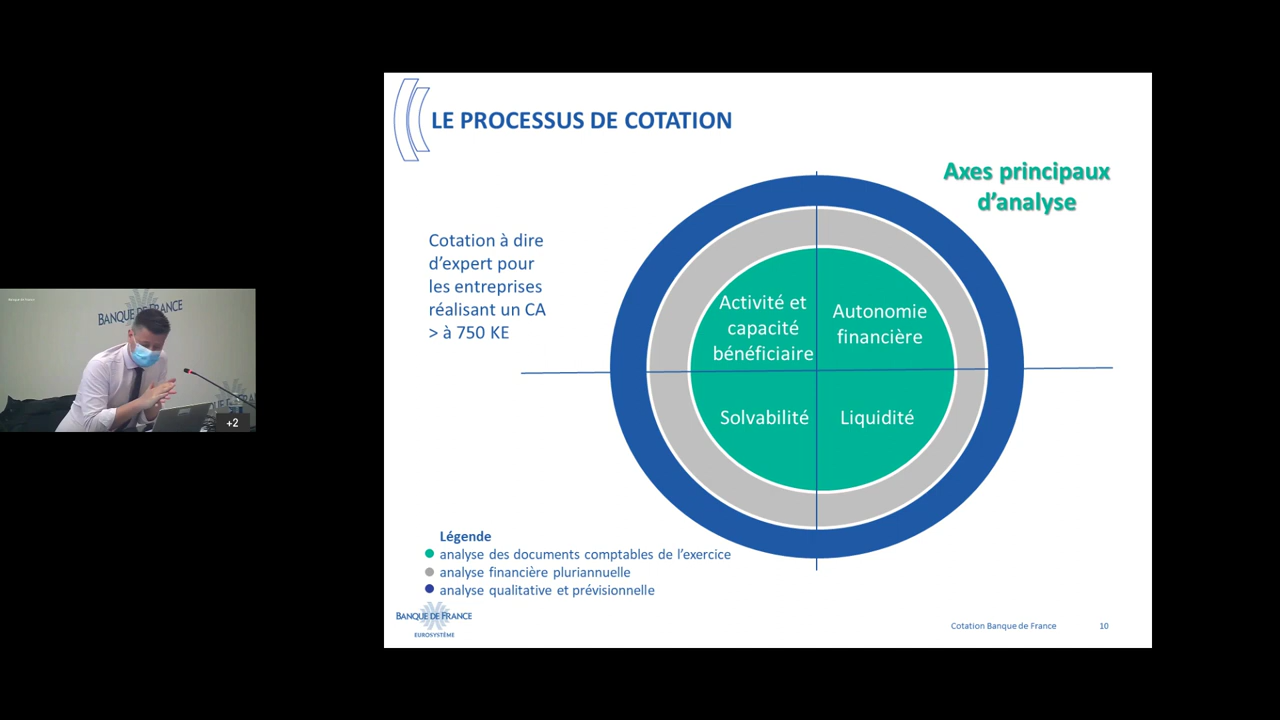 LE PROCESSUS DE COTATION
Axes principaux
d’analyse
Cotation à dire
d’expert pour
les entreprises
réalisant un CA
> à 750 KE
Activité et
capacité
bénéficiaire
Autonomie
financière
Solvabilité
Liquidité
BANQUE DE FRANCE
+2
Légende
analyse des documents comptables de l’exercice
analyse financière pluriannuelle
analyse qualitative et prévisionnelle
BANQUE DE FRANCE
EUROSYSTÈME
Cotation Banque de France
10